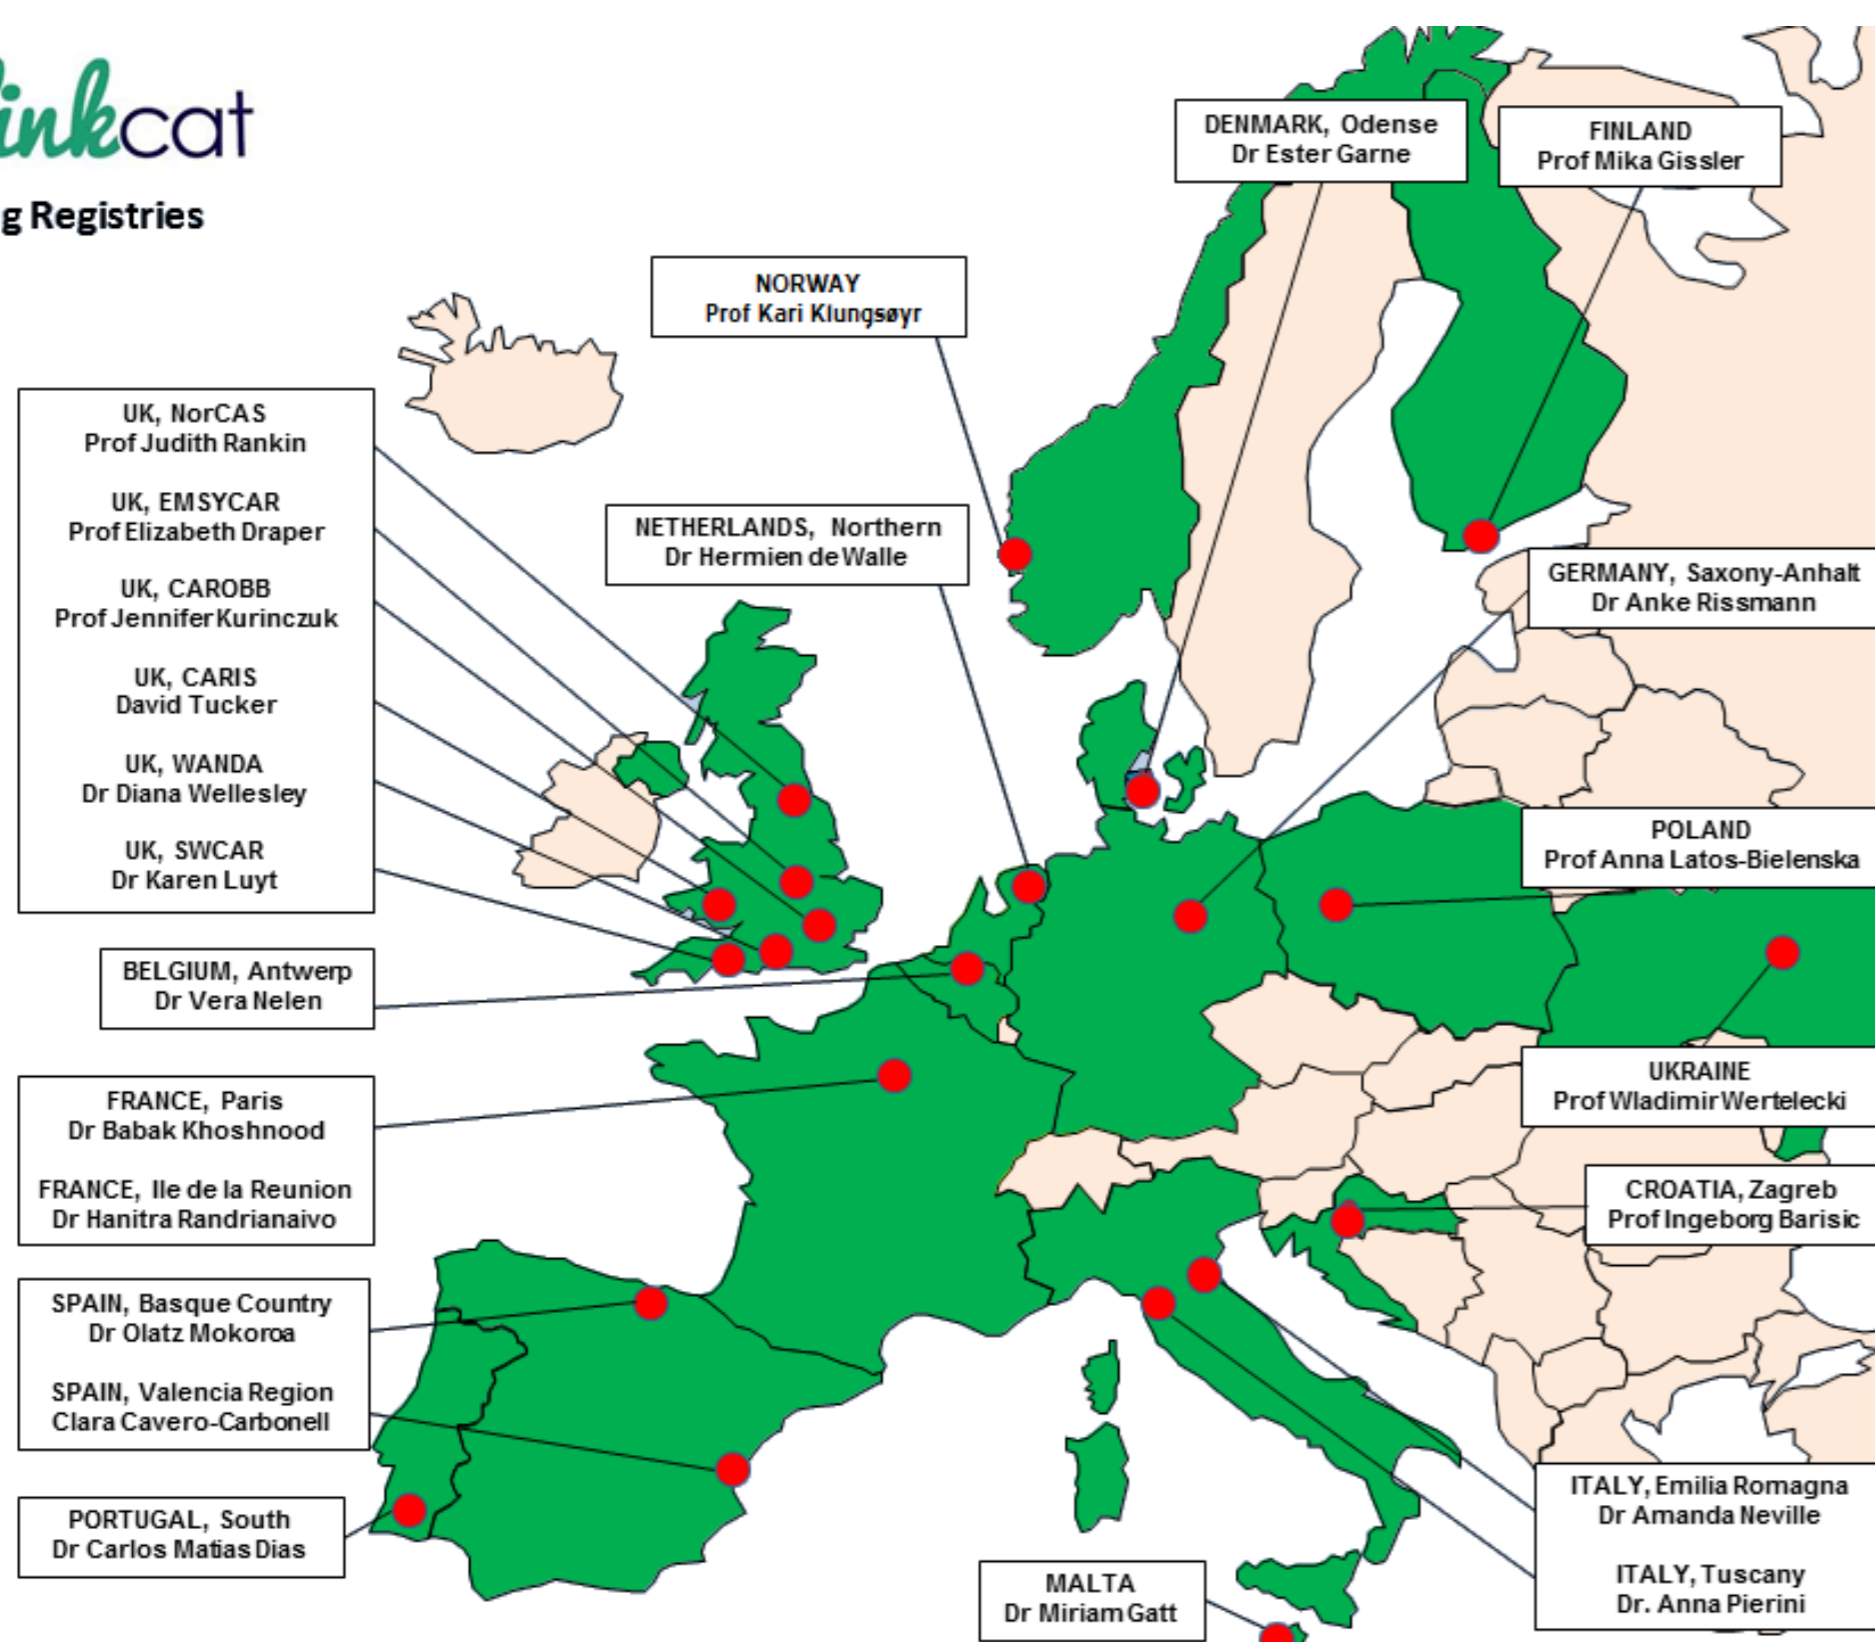 inkcat
g Registries
DENMARK, Odense
Dr Ester Garne
FINLAND
Prof Mika Gissler
NORWAY
Prof Kari Klungsøyr
UK, NorCAS
Prof Judith Rankin
UK, EMSYCAR
Prof Elizabeth Draper
UK, CAROBB
Prof Jennifer Kurinczuk
UK, CARIS
David Tucker
UK, WANDA
Dr Diana Wellesley
UK, SWCAR
Dr Karen Luyt
NETHERLANDS, Northern
Dr Hermien de Walle
GERMANY, Saxony-Anhalt
Dr Anke Rissmann
POLAND
Prof Anna Latos-Bielenska
BELGIUM, Antwerp
Dr Vera Nelen
UKRAINE
Prof Wladimir Wertelecki
FRANCE, Paris
Dr Babak Khoshnood
FRANCE, Ile de la Reunion
Dr Hanitra Randrianaivo
CROATIA, Zagreb
Prof Ingeborg Barisic
SPAIN, Basque Country
Dr Olatz Mokoroa
SPAIN, Valencia Region
Clara Cavero-Carbonell
ITALY, Emilia Romagna
Dr Amanda Neville
ITALY, Tuscany
Dr. Anna Pierini
PORTUGAL, South
Dr Carlos Matias Dias
MALTA
Dr Miriam Gatt